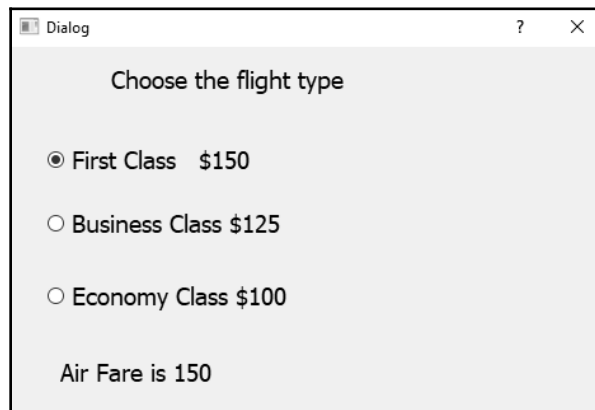 Dialog ?
Choose the flight type
First Class $150
Business Class $125
Economy Class $100
Air Fare is 150